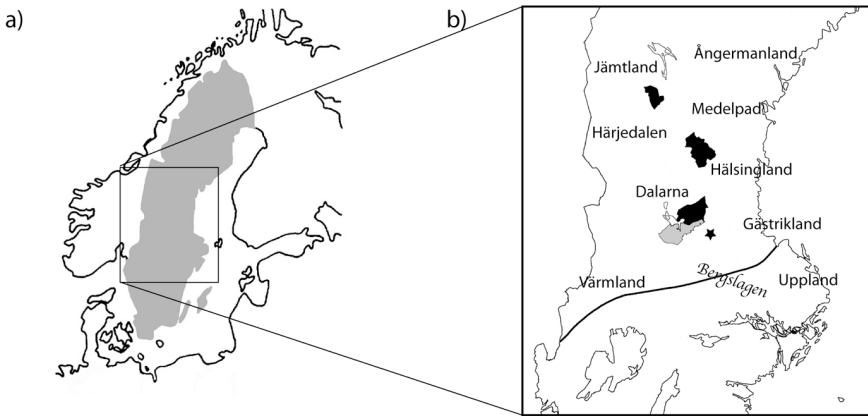 a)
b)
Ångermanland
Jämtland
Medelpad
Härjedalen
Hälsingland
Dalarna
Gästrikland
Värmland
Bergslagen
Uppland